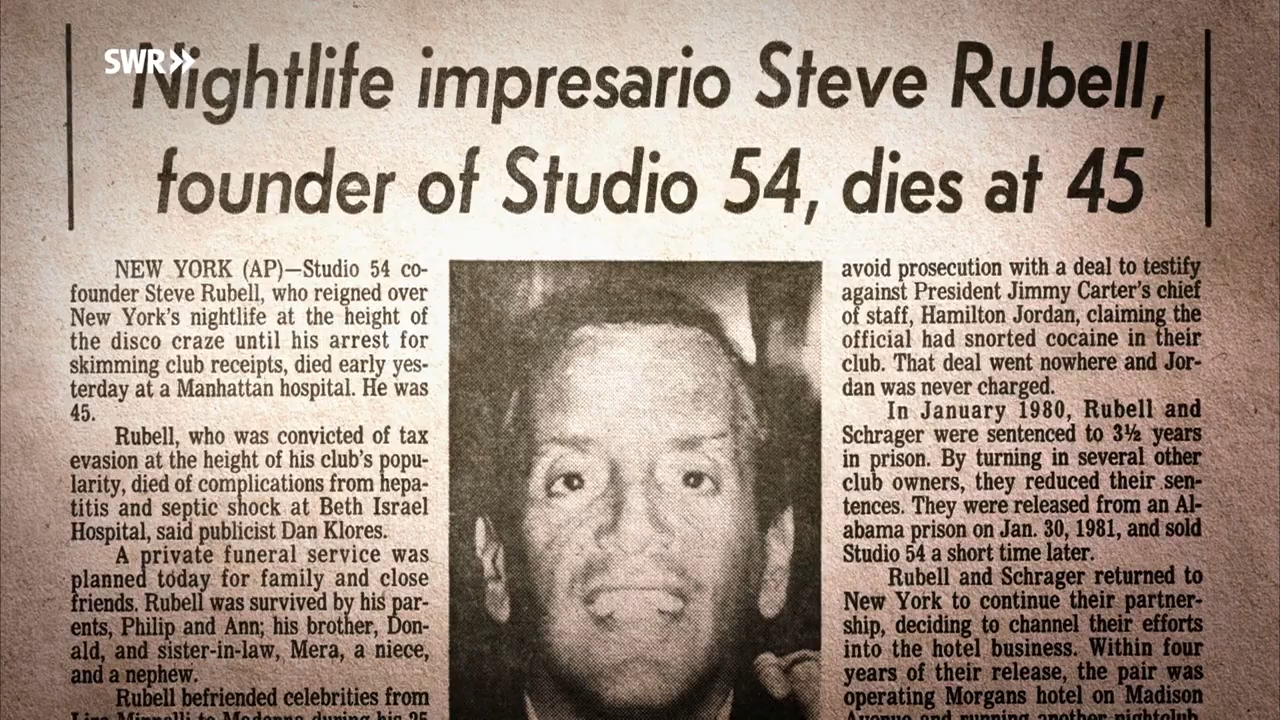 SWR
Nightlife impresario Steve Rubell,
founder of Studio 54, dies at 45
NEW YORK (AP)—Studio 54 co-
founder Steve Rubell, who reigned over
New York's nightlife at the height of
the disco craze until his arrest for
skimming club receipts, died early yes-
terday at a Manhattan hospital. He was
45.
Rubell, who was convicted of tax
evasion at the height of his club's popu-
larity, died of complications from hepa-
titis and septic shock at Beth Israel
Hospital, said publicist Dan Klores.
A private funeral service was
planned today for family and close
friends. Rubell was survived by his par-
ents, Philip and Ann; his brother, Don-
ald, and sister-in-law, Mera, a niece,
and a nephew.
Rubell befriended celebrities from
Liza Minnelli to Madonna during his 25
avoid prosecution with a deal to testify
against President Jimmy Carter's chief
of staff, Hamilton Jordan, claiming the
official had snorted cocaine in their
club. That deal went nowhere and Jor-
dan was never charged.
In January 1980, Rubell and
Schrager were sentenced to 3½ years
in prison. By turning in several other
club owners, they reduced their sen-
tences. They were released from an Al-
abama prison on Jan. 30, 1981, and sold
Studio 54 a short time later.
Rubell and Schrager returned to
New York to continue their partner-
ship, deciding to channel their efforts
into the hotel business. Within four
years of their release, the pair was
operating Morgans hotel on Madison
Avenue and running another nightclub,